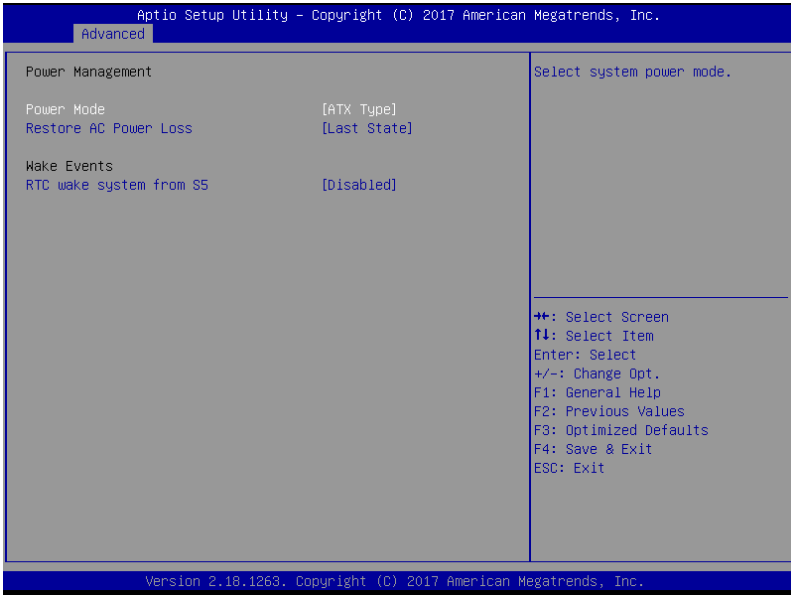 Aptio Setup Utility – Copyright (C) 2017 American Megatrends, Inc.
Advanced
Power Management
Power Mode [ATX Type]
Restore AC Power Loss [Last State]
Wake Events
RTC wake system from S5 [Disabled]
Select system power mode.
→←: Select Screen
↑↓: Select Item
Enter: Select
+/-: Change Opt.
F1: General Help
F2: Previous Values
F3: Optimized Defaults
F4: Save & Exit
ESC: Exit
Version 2.18.1263. Copyright (C) 2017 American Megatrends, Inc.